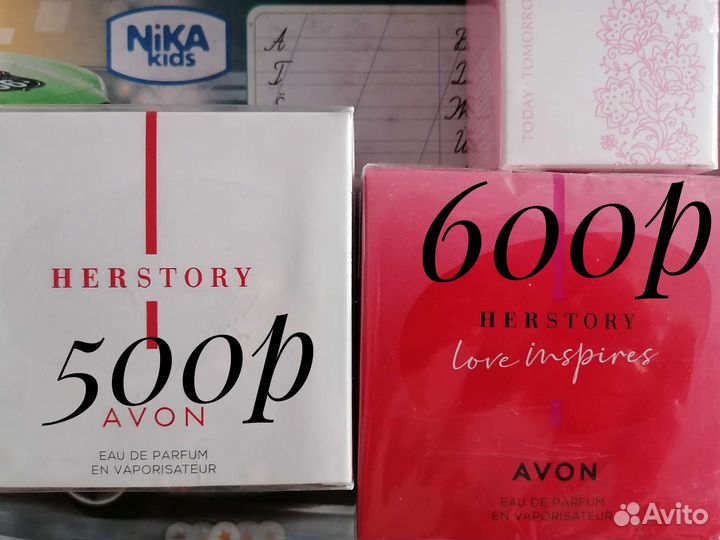 NiKA
kids
А
В
Г
Д
Ж
TODAY · TOMORRO
HERSTORY
500р
AVON
EAU DE PARFUM
EN VAPORISATEUR
600р
HERSTORY
love inspires
AVON
EAU DE PARFUM
EN VAPORISATEUR
Avito